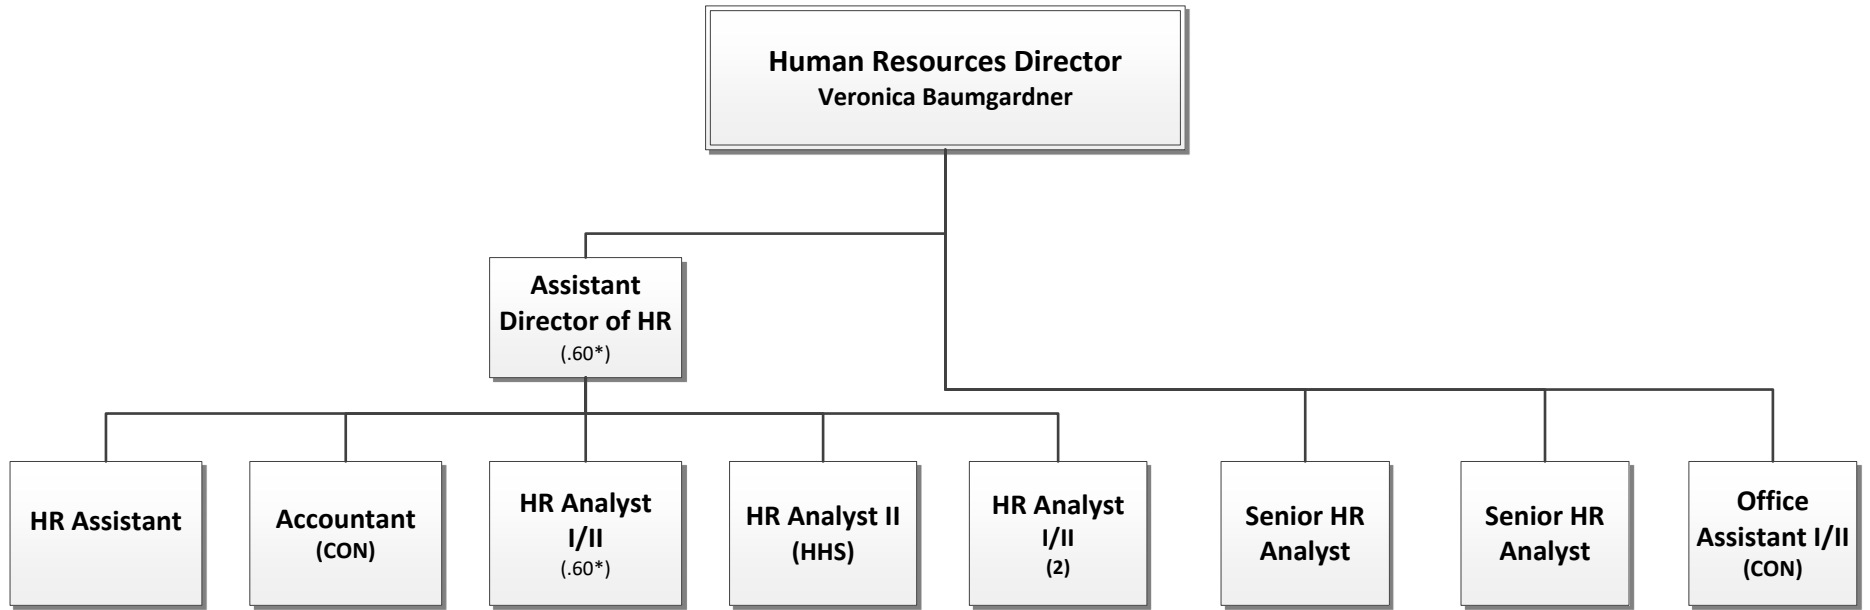 Human Resources Director
Veronica Baumgardner
Assistant
Director of HR
(.60*)
HR Assistant
Accountant
(CON)
HR Analyst
I/II
(.60*)
HR Analyst II
(HHS)
HR Analyst
I/II
(2)
Senior HR
Analyst
Senior HR
Analyst
Office
Assistant I/II
(CON)